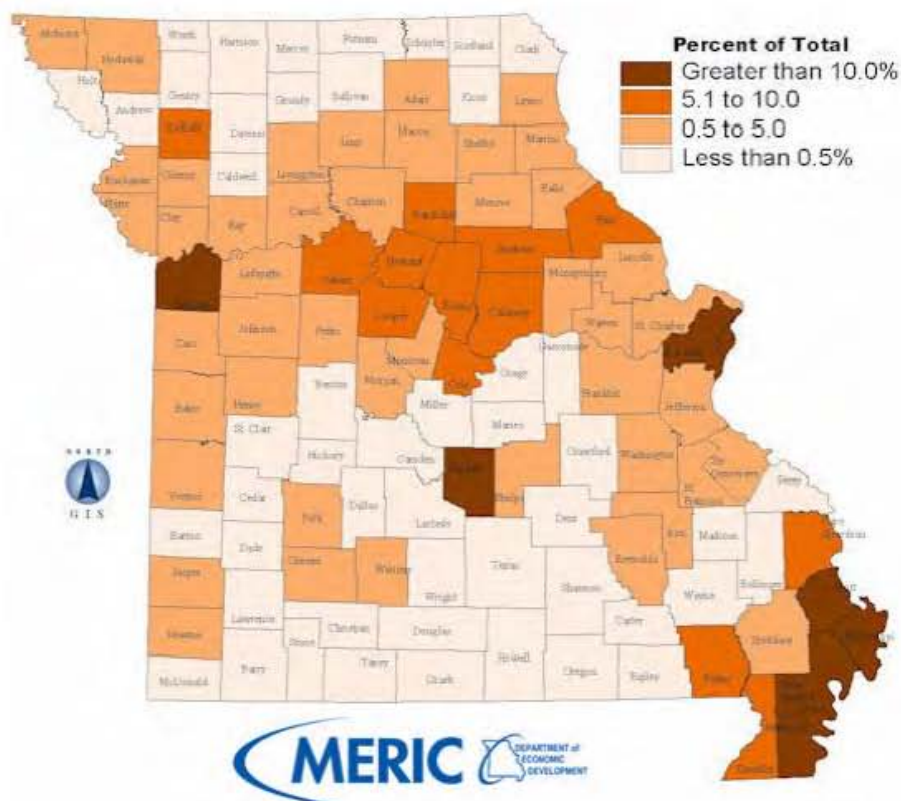 Percent of Total
Greater than 10.0%
5.1 to 10.0
0.5 to 5.0
Less than 0.5%
Worth
Harrison
Mercer
Putnam
Schuyler
Scotland
Clark
Nodaway
Holt
Andrew
Gentry
Grundy
Sullivan
Adair
Knox
Lewis
DeKalb
Daviess
Linn
Macon
Shelby
Marion
Buchanan
Clinton
Caldwell
Livingston
Chariton
Monroe
Ralls
Platte
Clay
Ray
Carroll
Randolph
Pike
Lafayette
Saline
Howard
Boone
Callaway
Montgomery
Lincoln
Cass
Johnson
Pettis
Cooper
Moniteau
Cole
Warren
St. Charles
Gasconade
Osage
Franklin
Jefferson
Bates
Henry
Benton
Morgan
Miller
Maries
St. Clair
Hickory
Camden
Crawford
Washington
Vernon
Cedar
Polk
Dallas
Laclede
Phelps
Dent
Iron
Madison
Perry
Barton
Dade
Greene
Webster
Wright
Texas
Shannon
Reynolds
Wayne
Bollinger
Jasper
Lawrence
Christian
Douglas
Howell
Carter
Stoddard
Newton
McDonald
Barry
Stone
Taney
Ozark
Oregon
Ripley
NORTH
GIS
MERIC
DEPARTMENT of
ECONOMIC
DEVELOPMENT